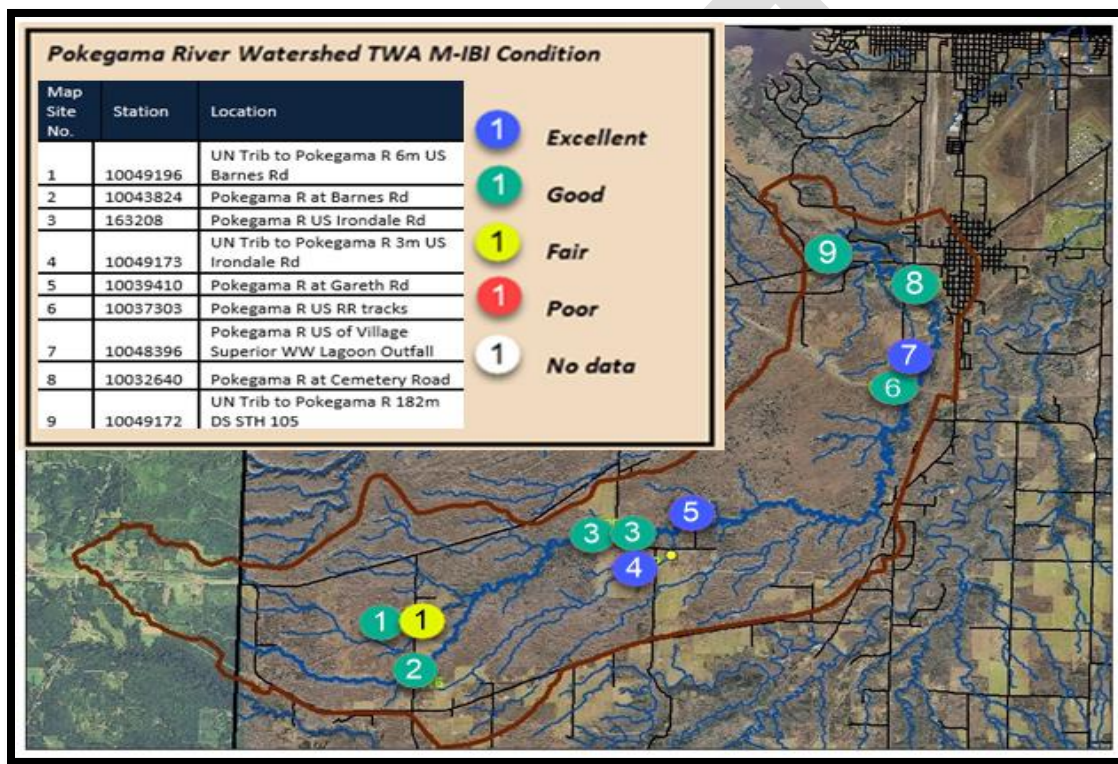 Pokegama River Watershed TWA M-IBI Condition
Map
Site
No.
Station
Location
1
10049196
UN Trib to Pokegama R 6m US
Barnes Rd
2
10043824
Pokegama R at Barnes Rd
3
163208
Pokegama R US Irondale Rd
4
10049173
UN Trib to Pokegama R 3m US
Irondale Rd
5
10039410
Pokegama R at Gareth Rd
6
10037303
Pokegama R US RR tracks
7
10048396
Pokegama R US of Village
Superior WW Lagoon Outfall
8
10032640
Pokegama R at Cemetery Road
9
10049172
UN Trib to Pokegama R 182m
DS STH 105
1 Excellent
1 Good
1 Fair
1 Poor
1 No data
9
8
7
6
5
3 3
4
1 1
2